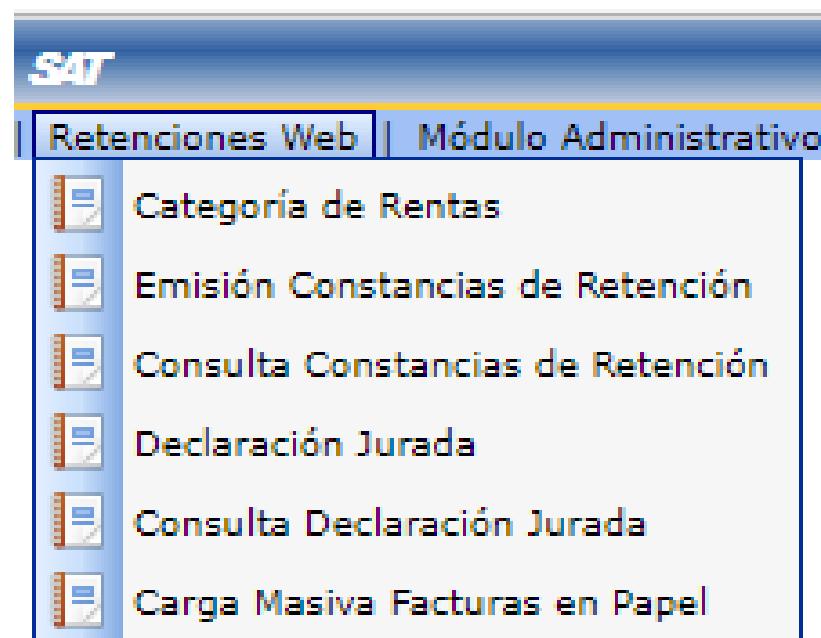 SAT
| Retenciones Web | Módulo Administrativo
Categoría de Rentas
Emisión Constancias de Retención
Consulta Constancias de Retención
Declaración Jurada
Consulta Declaración Jurada
Carga Masiva Facturas en Papel